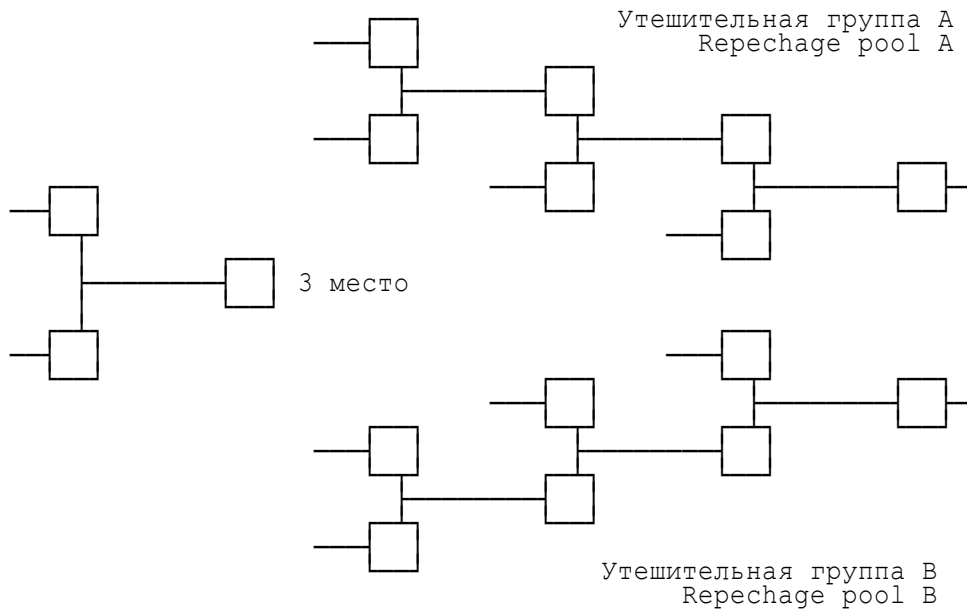 Утешительная группа А
Repechage pool A
3 место
Утешительная группа В
Repechage pool B